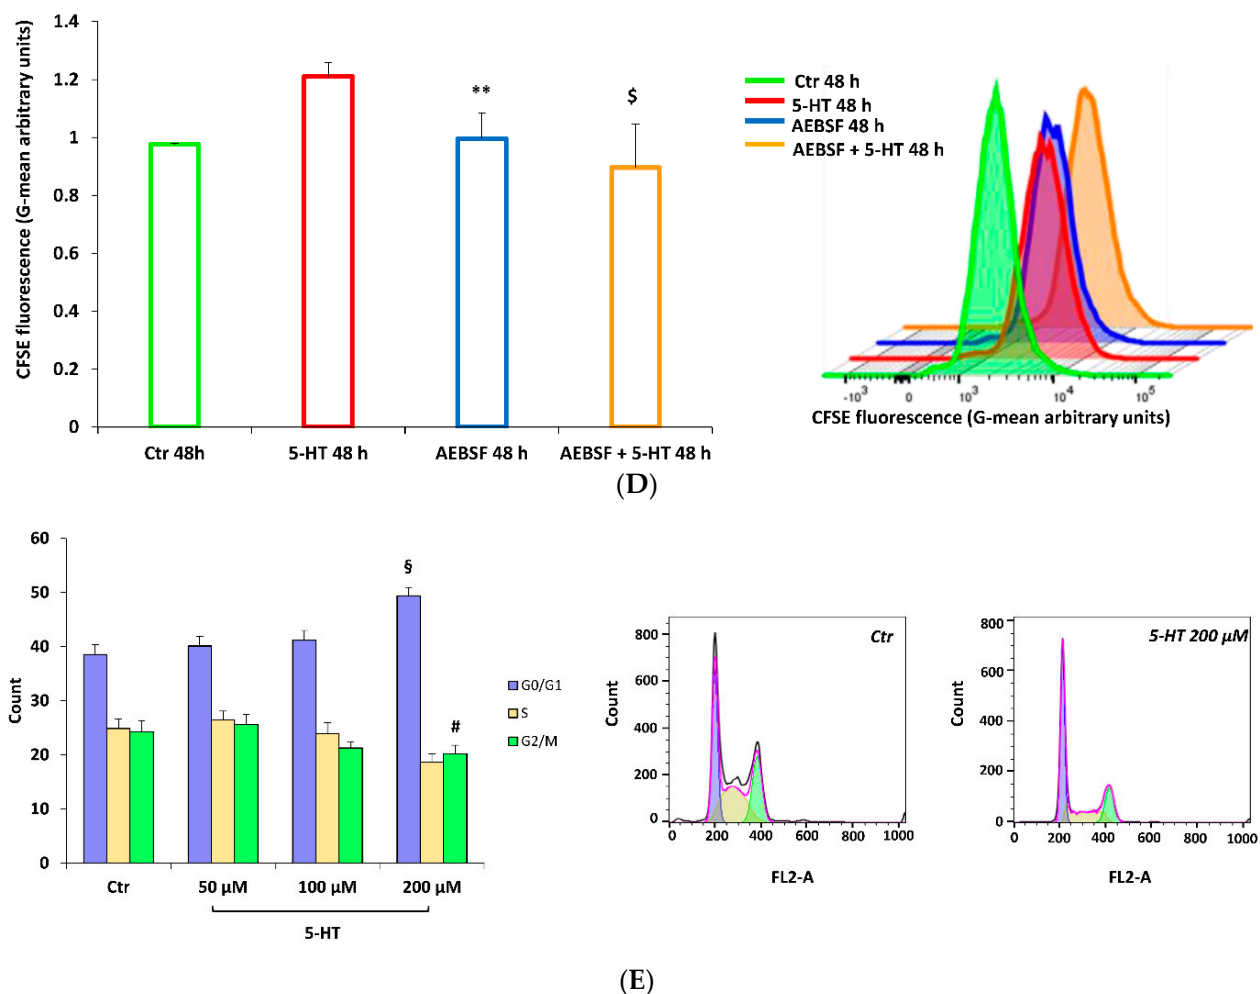 1.4
1.2
1
0.8
0.6
0.4
0.2
0
CFSE fluorescence (G-mean arbitrary units)
**
$
Ctr 48h
5-HT 48 h
AEBSF 48 h
AEBSF + 5-HT 48 h
Ctr 48 h
5-HT 48 h
AEBSF 48 h
AEBSF + 5-HT 48 h
-10³ 0 10³ 10⁴ 10⁵
CFSE fluorescence (G-mean arbitrary units)
(D)
60
50
40
30
20
10
0
Count
§
#
G0/G1
S
G2/M
Ctr
50 µM
100 µM
200 µM
5-HT
Ctr
800
600
400
200
0
Count
0 200 400 600 800 1000
FL2-A
5-HT 200 µM
800
600
400
200
0
Count
0 200 400 600 800 1000
FL2-A
(E)